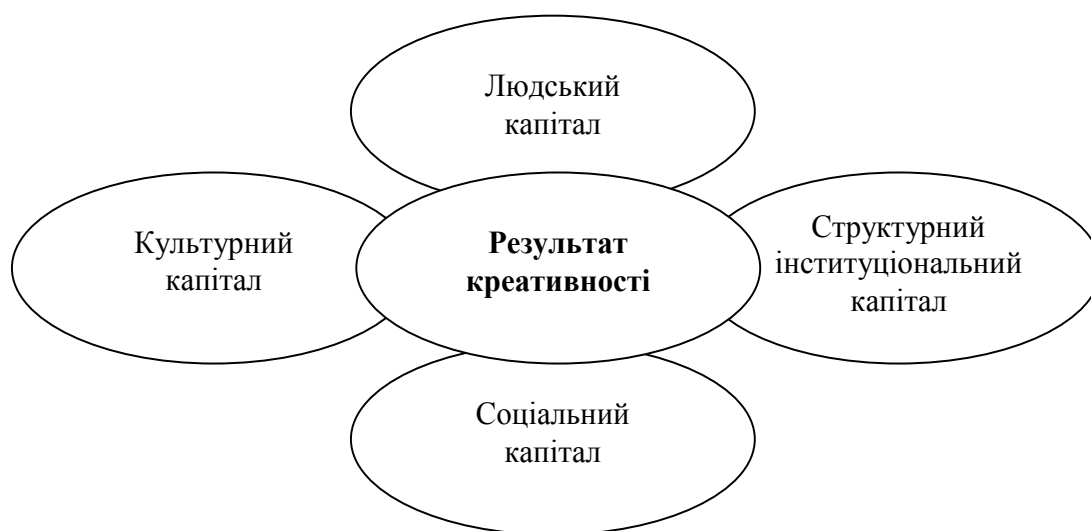 Людський
капітал
Культурний
капітал
Результат
креативності
Структурний
інституціональний
капітал
Соціальний
капітал